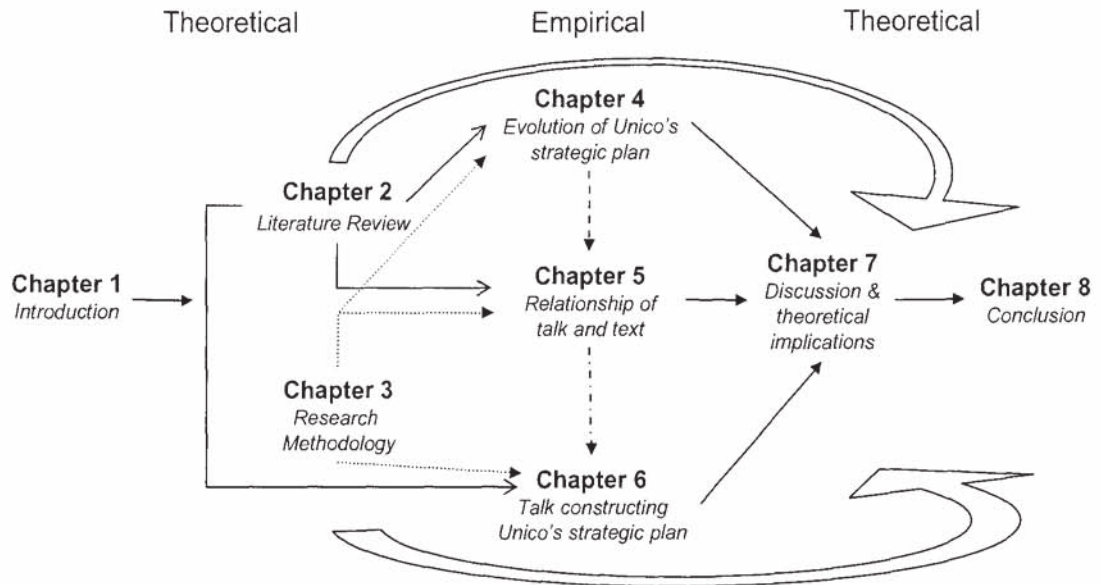 Theoretical
Empirical
Theoretical
Chapter 4
Evolution of Unico's
strategic plan
Chapter 2
Literature Review
Chapter 1
Introduction
Chapter 5
Relationship of
talk and text
Chapter 7
Discussion &
theoretical
implications
Chapter 8
Conclusion
Chapter 3
Research
Methodology
Chapter 6
Talk constructing
Unico's strategic plan